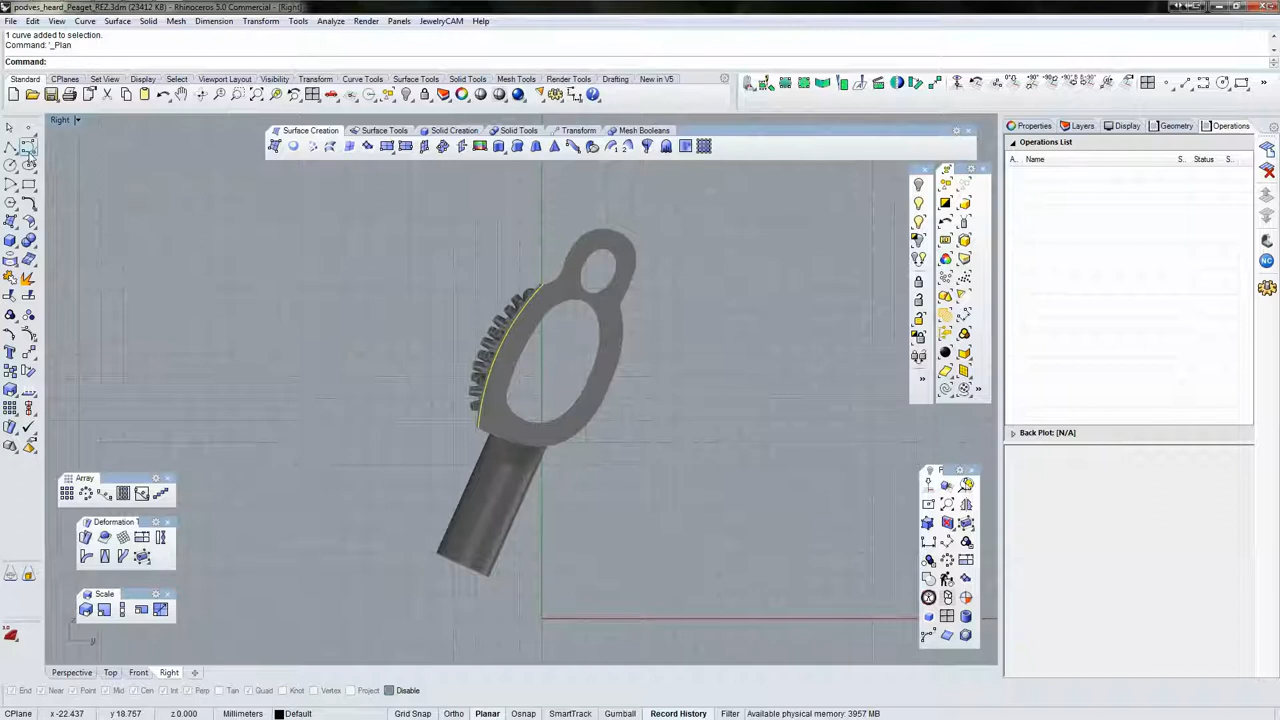 podves_heard_Peaget_REZ.3dm (23412 KB) - Rhinoceros 5.0 Commercial - [Right]
File Edit View Curve Surface Solid Mesh Dimension Transform Tools Analyze Render Panels JewelryCAM Help
1 curve added to selection.
Command: '_Plan
Command:
Standard CPlanes Set View Display Select Viewport Layout Visibility Transform Curve Tools Surface Tools Solid Tools Mesh Tools Render Tools Drafting New in V5
Right
Surface Creation Surface Tools Solid Creation Solid Tools Transform Mesh Booleans
Properties Layers Display Geometry Operations
Operations List
A.. Name S.. Status S..
NC
Back Plot: [N/A]
Array
Deformation
Scale
y
Perspective Top Front Right
End Near Point Mid Cen Int Perp Tan Quad Knot Vertex Project Disable
CPlane x -22.437 y 18.757 z 0.000 Millimeters Default Grid Snap Ortho Planar Osnap SmartTrack Gumball Record History Filter Available physical memory: 3957 MB